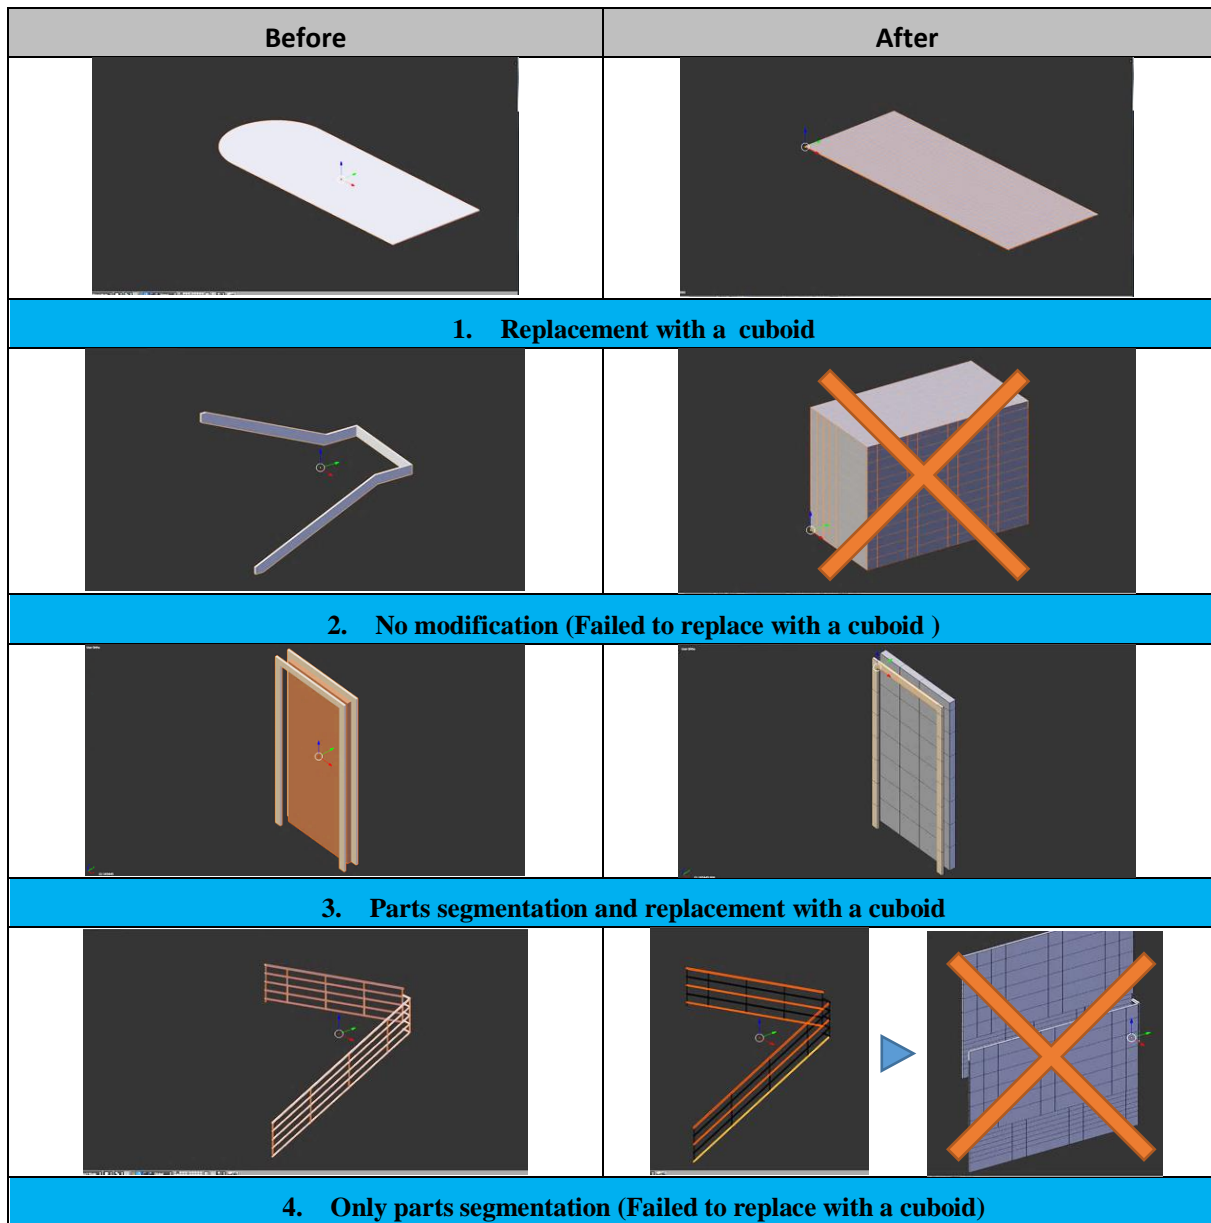 Before
After
1. Replacement with a cuboid
2. No modification (Failed to replace with a cuboid )
3. Parts segmentation and replacement with a cuboid
4. Only parts segmentation (Failed to replace with a cuboid)